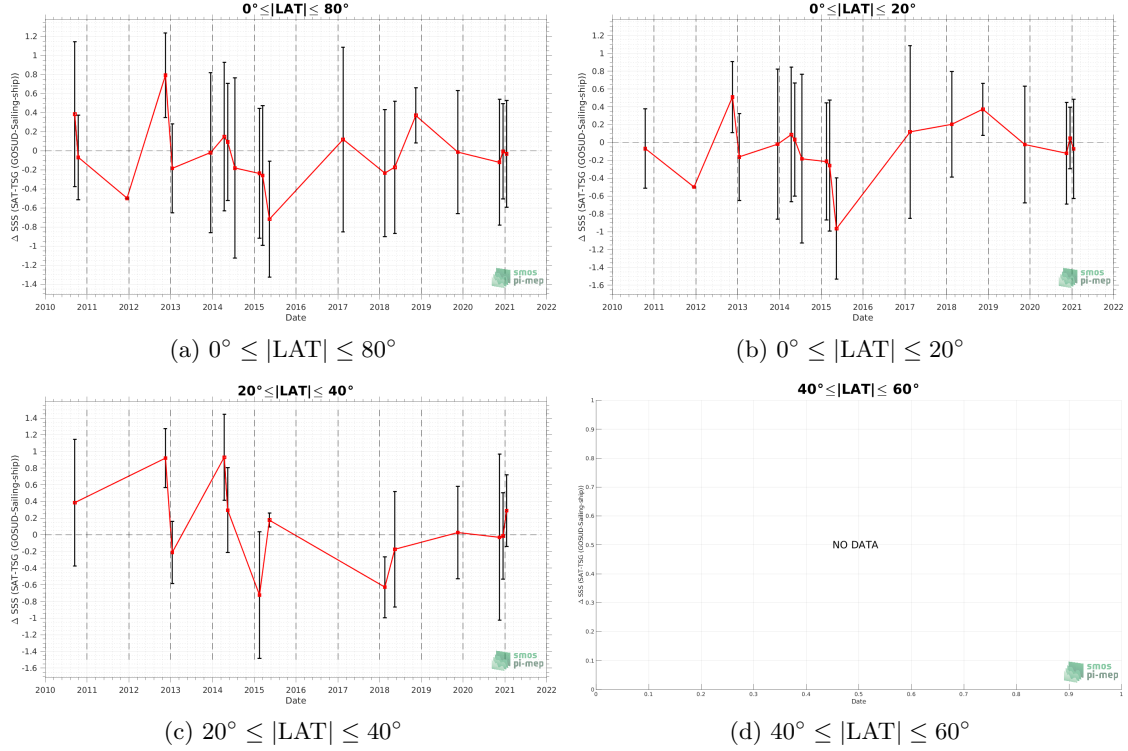 0°≤|LAT|≤ 80°
Δ SSS (SAT-TSG (GOSUD-Sailing-ship))
1.2
1
0.8
0.6
0.4
0.2
0
-0.2
-0.4
-0.6
-0.8
-1
-1.2
-1.4
2010 2011 2012 2013 2014 2015 2016 2017 2018 2019 2020 2021 2022
Date
smos
pi-mep
(a) 0° ≤ |LAT| ≤ 80°
0°≤|LAT|≤ 20°
Δ SSS (SAT-TSG (GOSUD-Sailing-ship))
1.2
1
0.8
0.6
0.4
0.2
0
-0.2
-0.4
-0.6
-0.8
-1
-1.2
-1.4
-1.6
2010 2011 2012 2013 2014 2015 2016 2017 2018 2019 2020 2021 2022
Date
smos
pi-mep
(b) 0° ≤ |LAT| ≤ 20°
20°≤|LAT|≤ 40°
Δ SSS (SAT-TSG (GOSUD-Sailing-ship))
1.4
1.2
1
0.8
0.6
0.4
0.2
0
-0.2
-0.4
-0.6
-0.8
-1
-1.2
-1.4
-1.6
2010 2011 2012 2013 2014 2015 2016 2017 2018 2019 2020 2021 2022
Date
smos
pi-mep
(c) 20° ≤ |LAT| ≤ 40°
40°≤|LAT|≤ 60°
Δ SSS (SAT-TSG (GOSUD-Sailing-ship))
1
0.9
0.8
0.7
0.6
0.5
0.4
0.3
0.2
0.1
0
NO DATA
0 0.1 0.2 0.3 0.4 0.5 0.6 0.7 0.8 0.9 1
Date
smos
pi-mep
(d) 40° ≤ |LAT| ≤ 60°